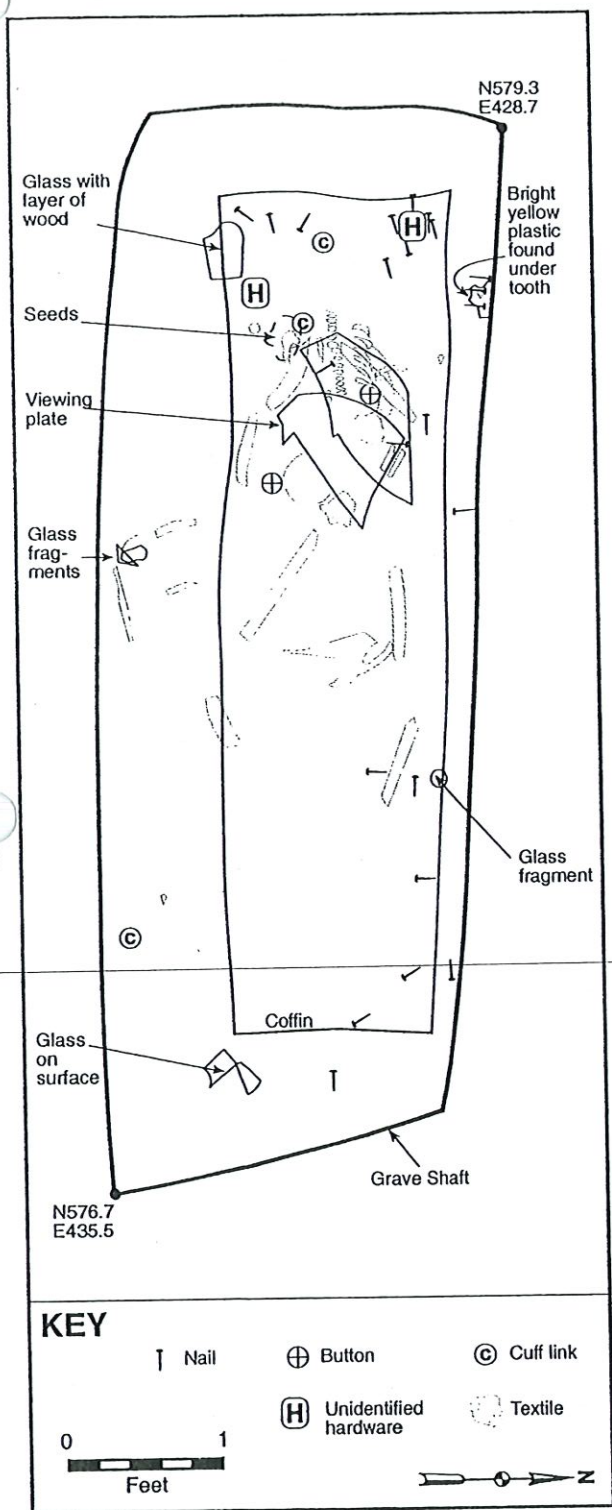 N579.3
E428.7
Glass with
layer of
wood
Bright
yellow
plastic
found
under
tooth
H
C
H
Seeds
C
Viewing
plate
Glass
frag-
ments
Glass
fragment
C
Coffin
Glass
on
surface
Grave Shaft
N576.7
E435.5
KEY
Nail
Button
C Cuff link
H Unidentified
hardware
Textile
0 1
Feet
N